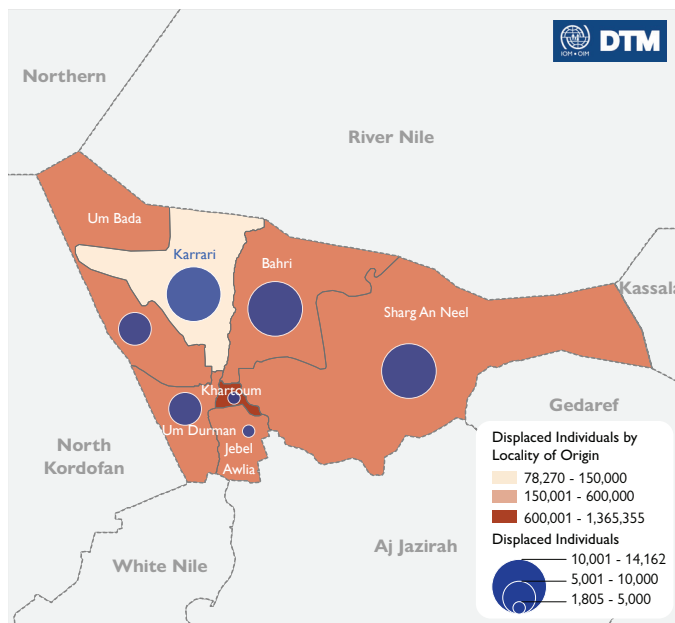 IOM • OIM
DTM
Northern
River Nile
Um Bada
Karrari
Bahri
Kassala
Sharg An Neel
Khartoum
Gedaref
Um Durman
Jebel
Awlia
North
Kordofan
White Nile
Aj Jazirah
Displaced Individuals by
Locality of Origin
78,270 - 150,000
150,001 - 600,000
600,001 - 1,365,355
Displaced Individuals
10,001 - 14,162
5,001 - 10,000
1,805 - 5,000